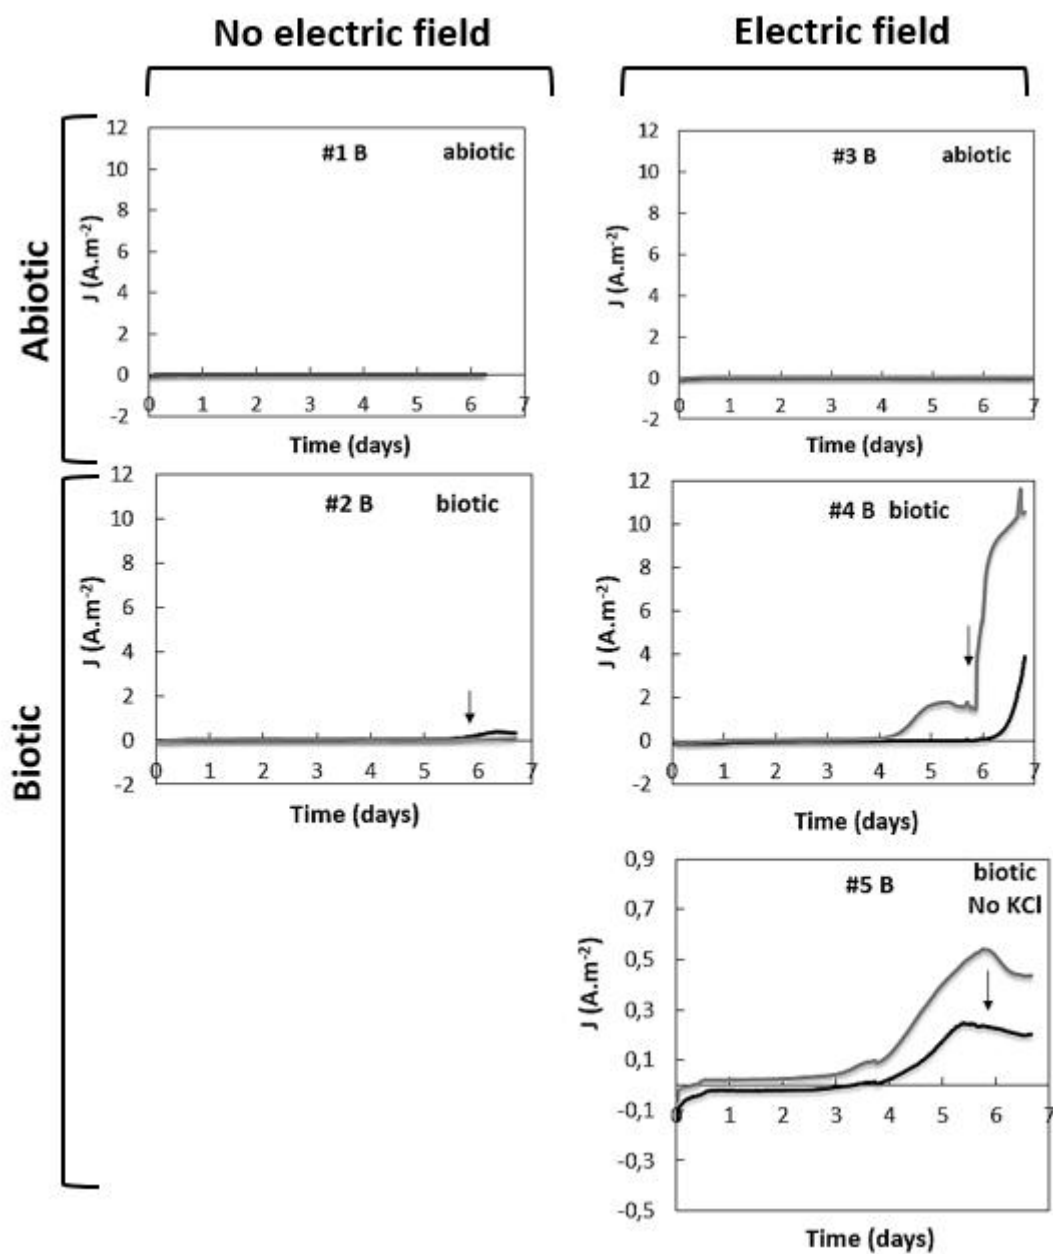 No electric field
Electric field
Abiotic
12
10
8
6
4
2
0
-2
J (A.m-2)
#1 B abiotic
0 1 2 3 4 5 6 7
Time (days)
12
10
8
6
4
2
0
-2
J (A.m-2)
#3 B abiotic
0 1 2 3 4 5 6 7
Time (days)
Biotic
12
10
8
6
4
2
0
-2
J (A.m-2)
#2 B biotic
0 1 2 3 4 5 6 7
Time (days)
12
10
8
6
4
2
0
-2
J (A.m-2)
#4 B biotic
0 1 2 3 4 5 6 7
Time (days)
0,9
0,7
0,5
0,3
0,1
-0,1
-0,3
-0,5
J (A.m-2)
#5 B biotic
No KCl
0 1 2 3 4 5 6 7
Time (days)